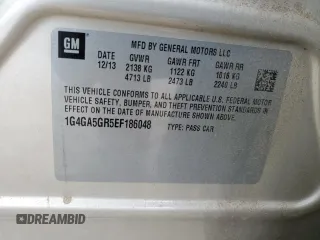 GM
MFD BY GENERAL MOTORS LLC
DATE GVWR GAWR FRT GAWR RR
12/13 2138 KG 1122 KG 1016 KG
4713 LB 2473 LB 2240 LB
THIS VEHICLE CONFORMS TO ALL APPLICABLE U.S. FEDERAL MOTOR
VEHICLE SAFETY, BUMPER, AND THEFT PREVENTION STANDARDS IN
EFFECT ON THE DATE OF MANUFACTURE SHOWN ABOVE.
1G4GA5GR5EF186048 TYPE: PASS CAR
DREAMBID